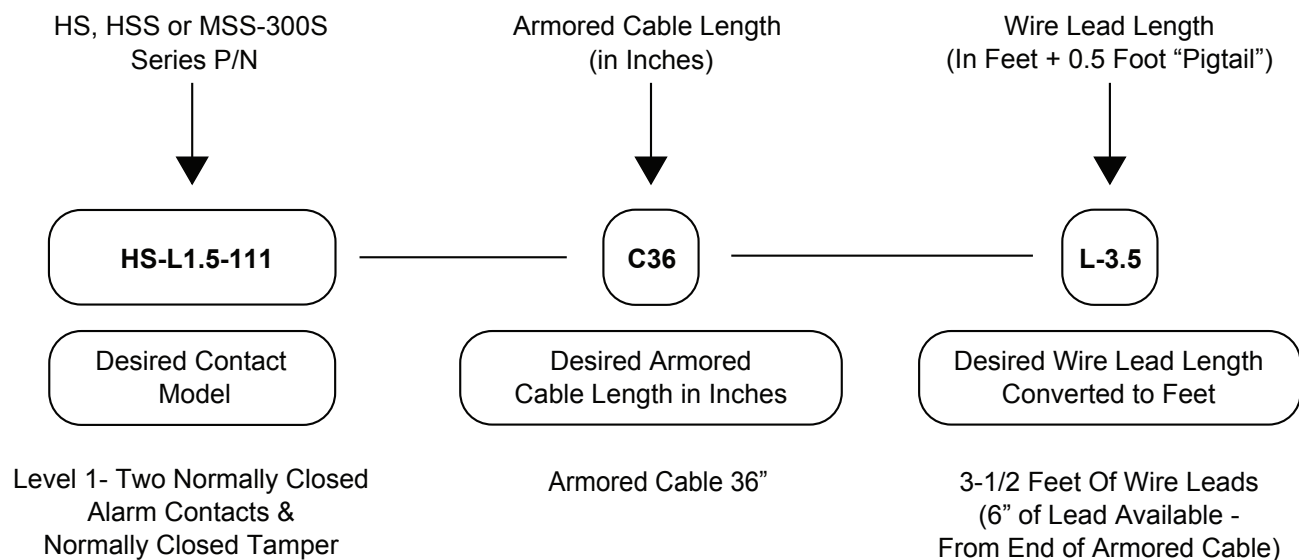 HS, HSS or MSS-300S
Series P/N
Armored Cable Length
(in Inches)
Wire Lead Length
(In Feet + 0.5 Foot “Pigtail”)
HS-L1.5-111
C36
L-3.5
Desired Contact
Model
Desired Armored
Cable Length in Inches
Desired Wire Lead Length
Converted to Feet
Level 1- Two Normally Closed
Alarm Contacts &
Normally Closed Tamper
Armored Cable 36”
3-1/2 Feet Of Wire Leads
(6” of Lead Available -
From End of Armored Cable)